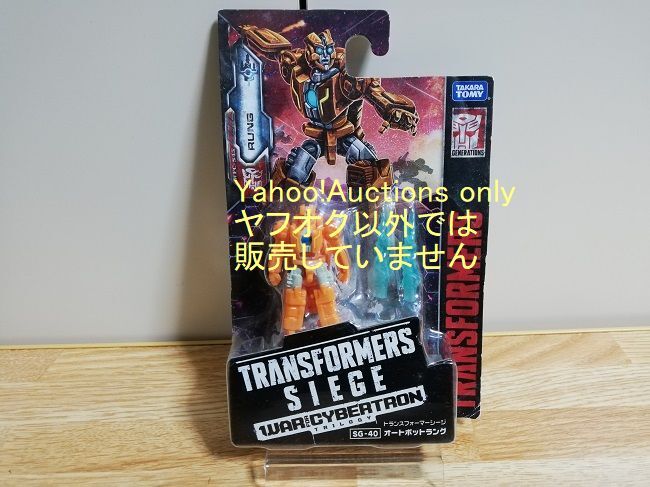 TAKARA
TOMY
RUNG
GENERATIONS
Yahoo!Auctions only
ヤフオク以外では
販売していません
TRANSFORMERS
TRANSFORMERS
SIEGE
WAR FOR CYBERTRON
TRILOGY
トランスフォーマーシージ
SG-40 オートボットラング